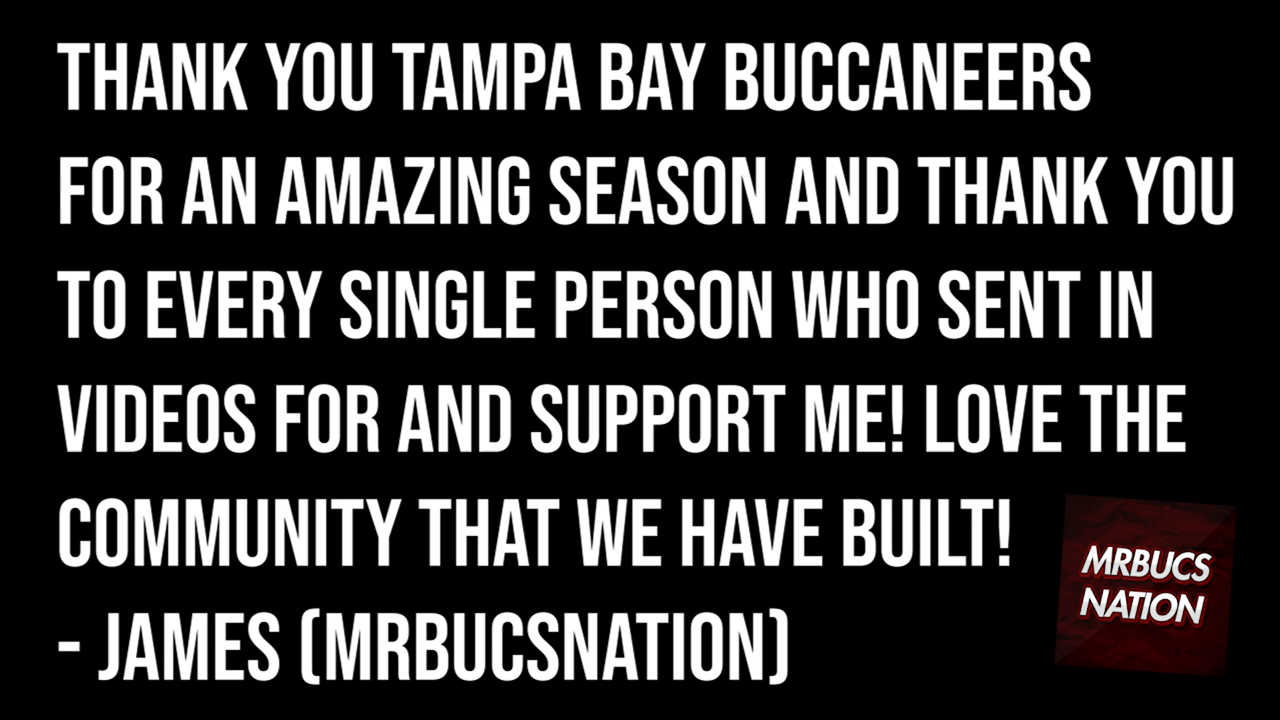 THANK YOU TAMPA BAY BUCCANEERS
FOR AN AMAZING SEASON AND THANK YOU
TO EVERY SINGLE PERSON WHO SENT IN
VIDEOS FOR AND SUPPORT ME! LOVE THE
COMMUNITY THAT WE HAVE BUILT!
- JAMES (MRBUCSNATION)
MRBUCS
NATION